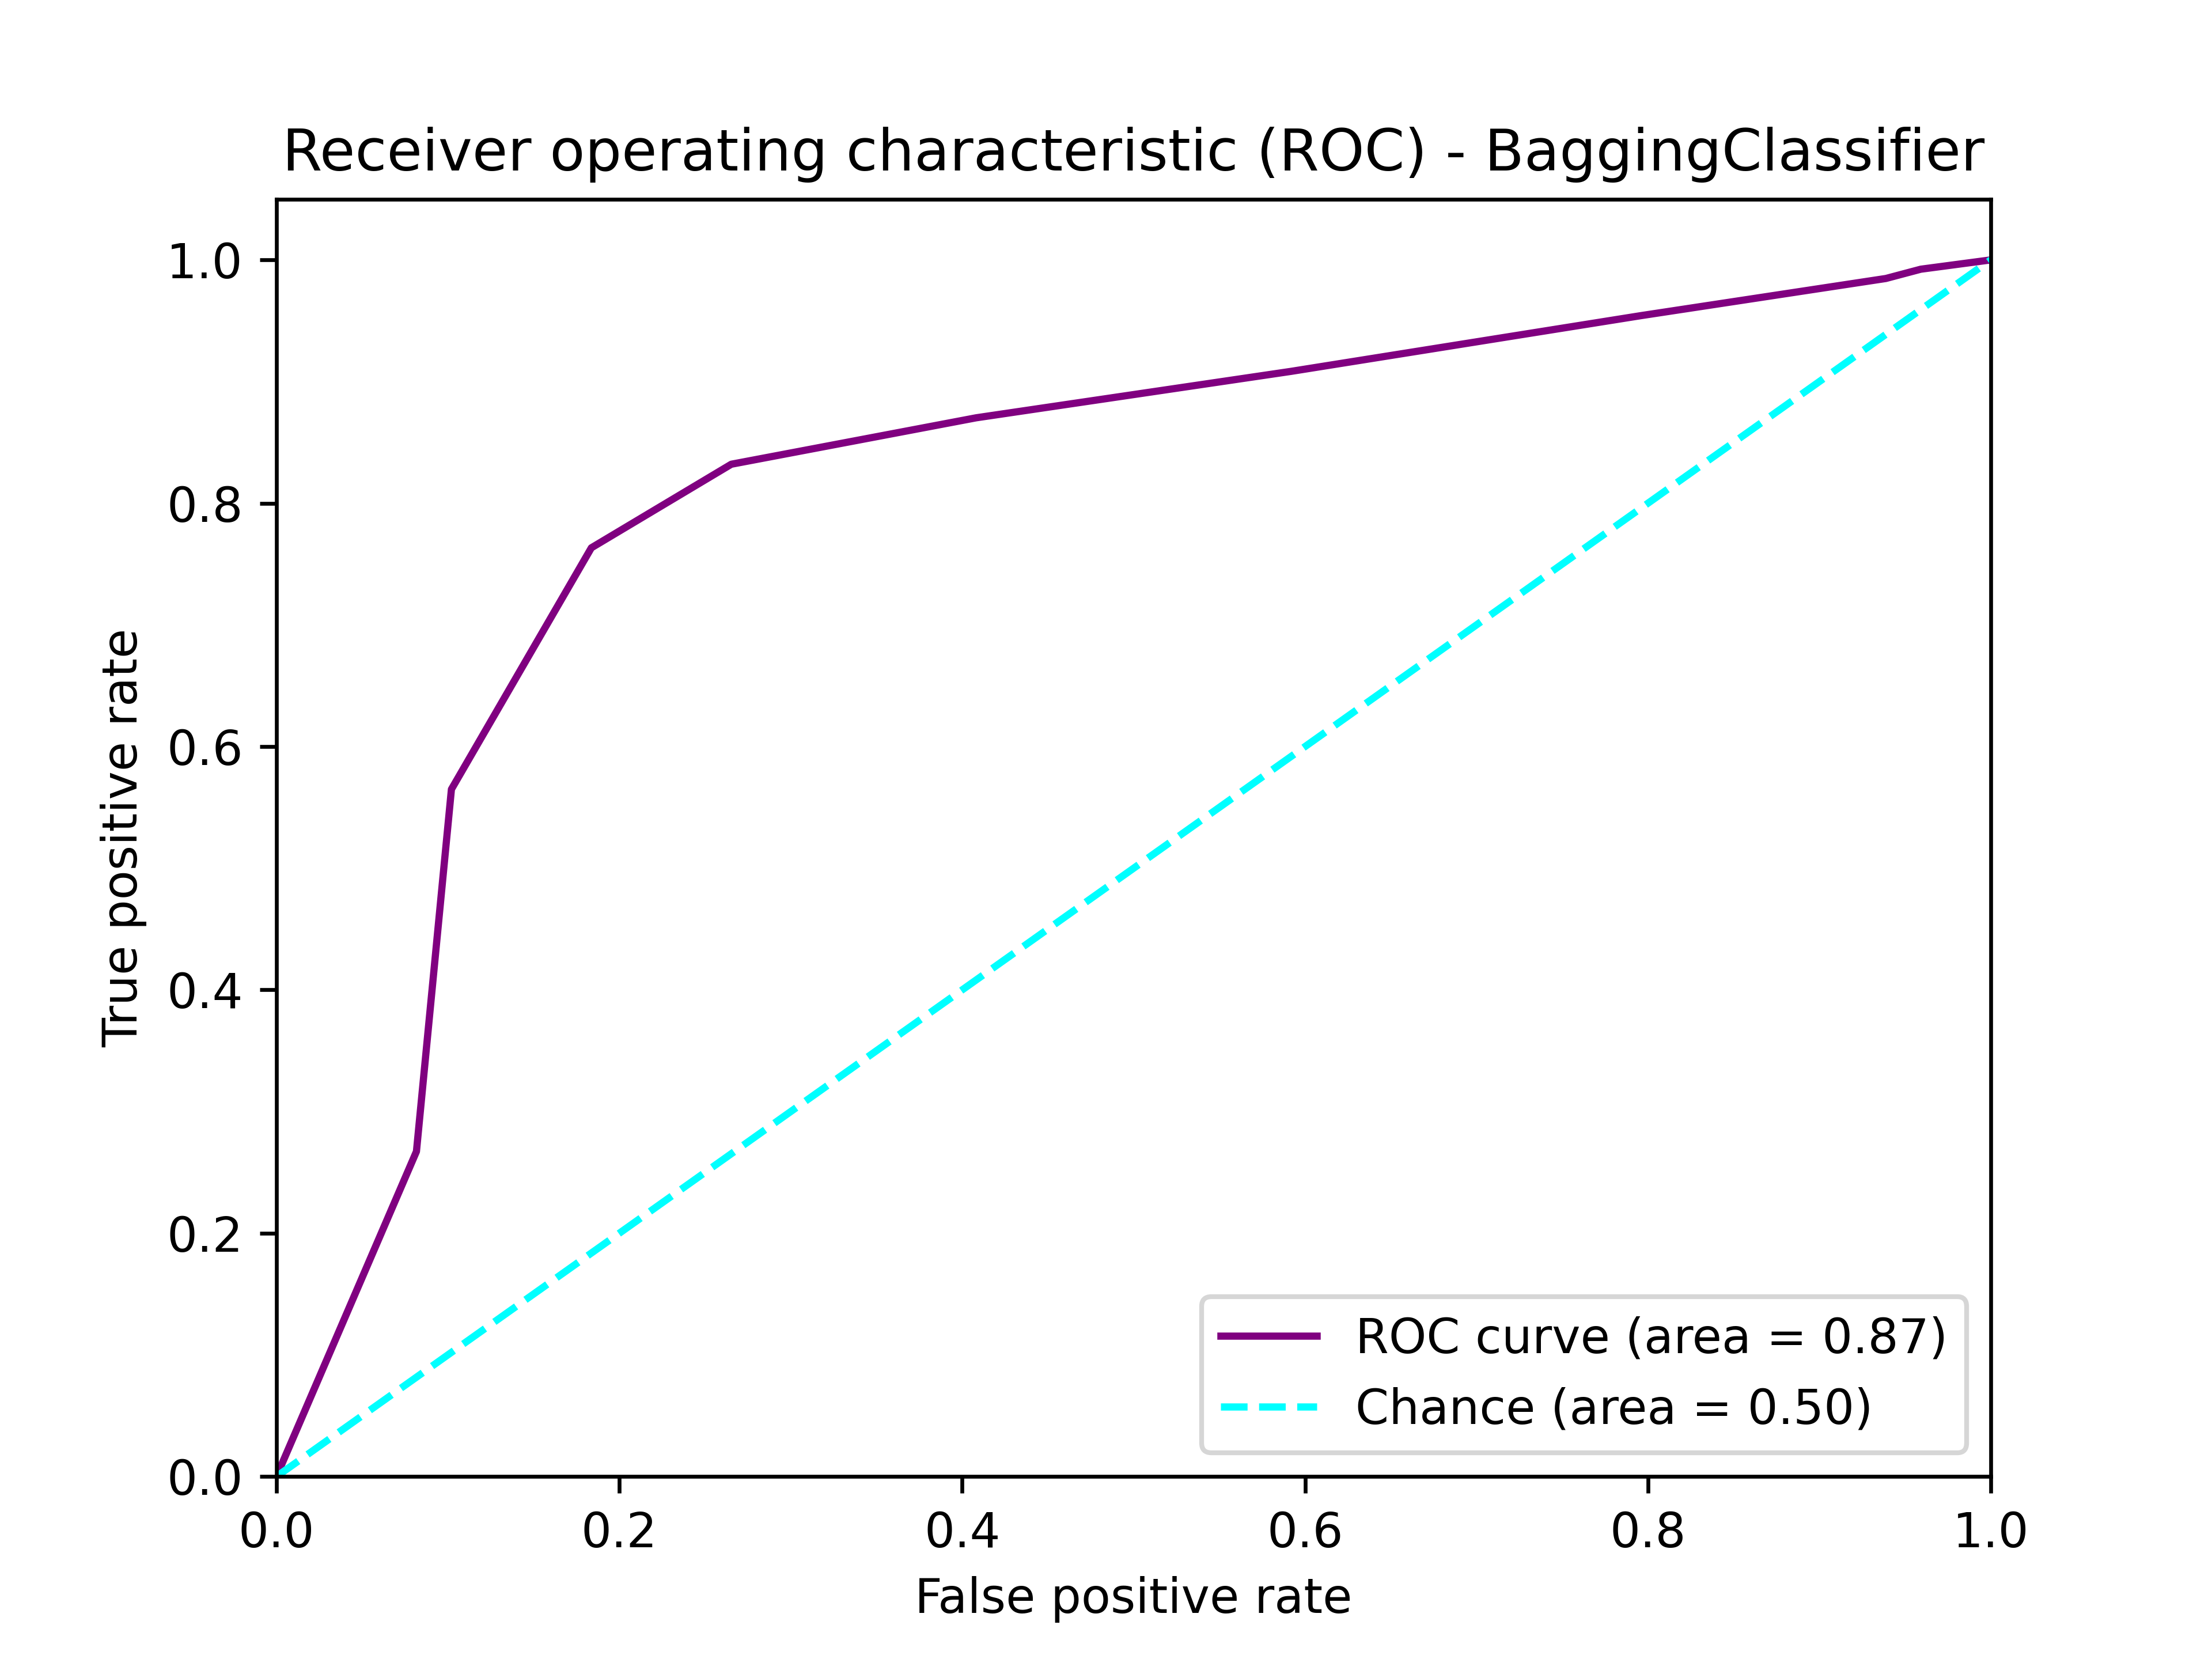 Receiver operating characteristic (ROC) - BaggingClassifier
True positive rate
1.0
0.8
0.6
0.4
0.2
0.0
ROC curve (area = 0.87)
Chance (area = 0.50)
0.0 0.2 0.4 0.6 0.8 1.0
False positive rate